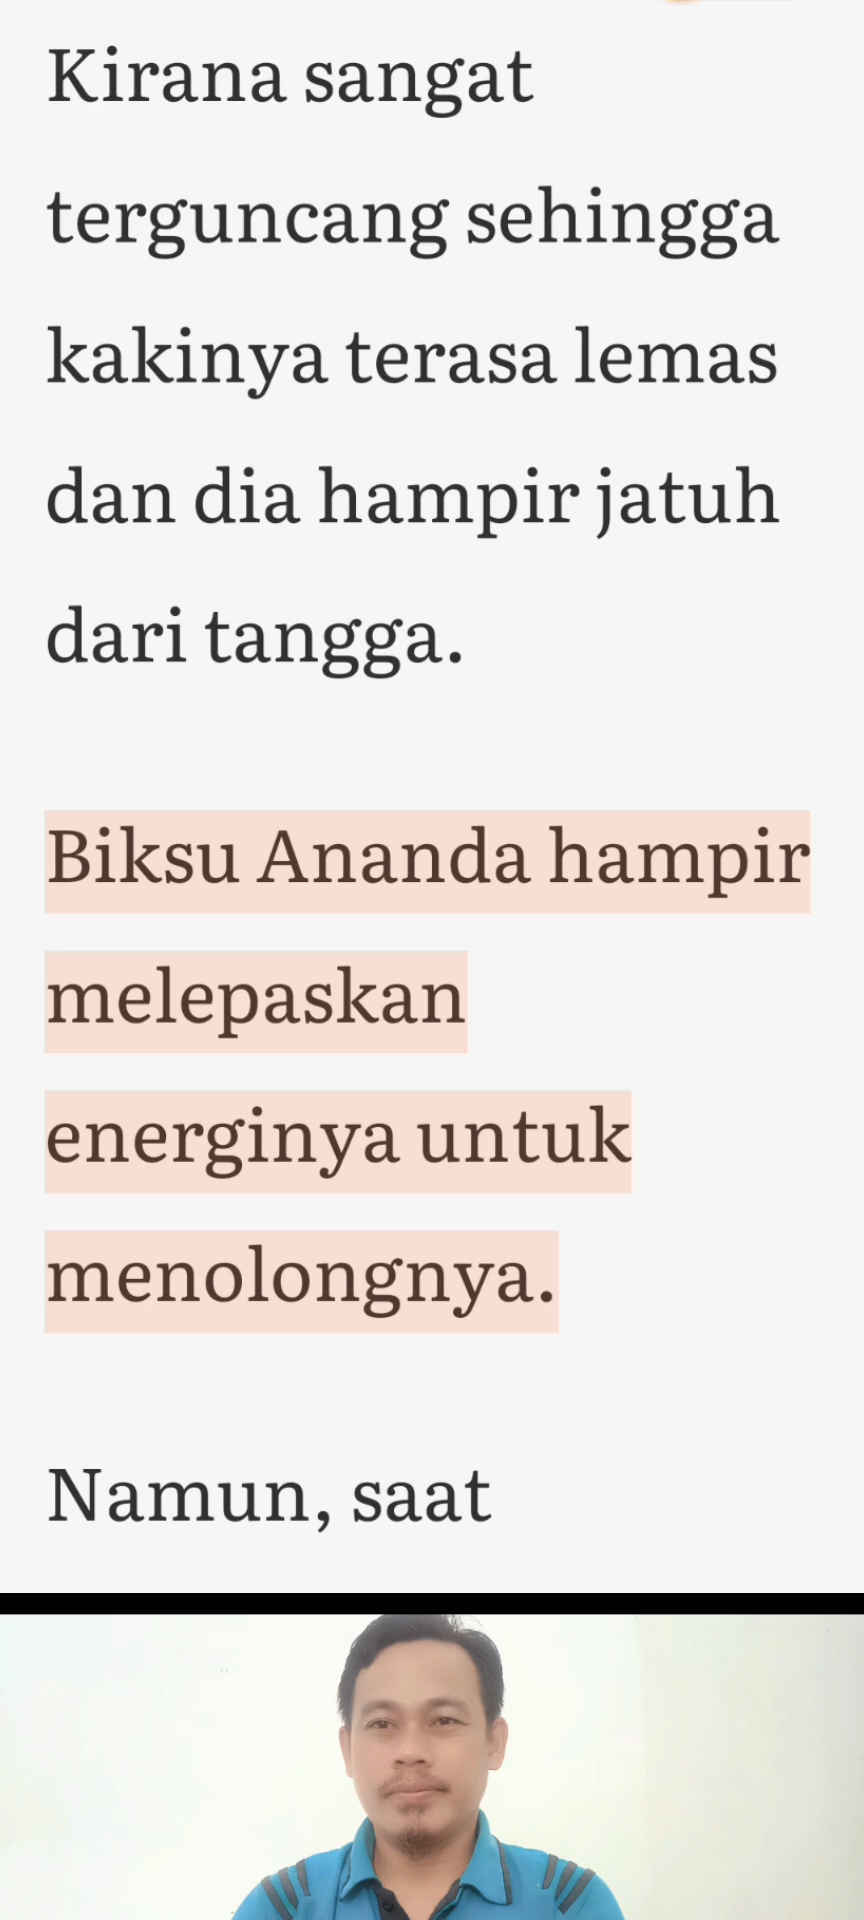 Kirana sangat
terguncang sehingga
kakinya terasa lemas
dan dia hampir jatuh
dari tangga.
Biksu Ananda hampir
melepaskan
energinya untuk
menolongnya.
Namun, saat